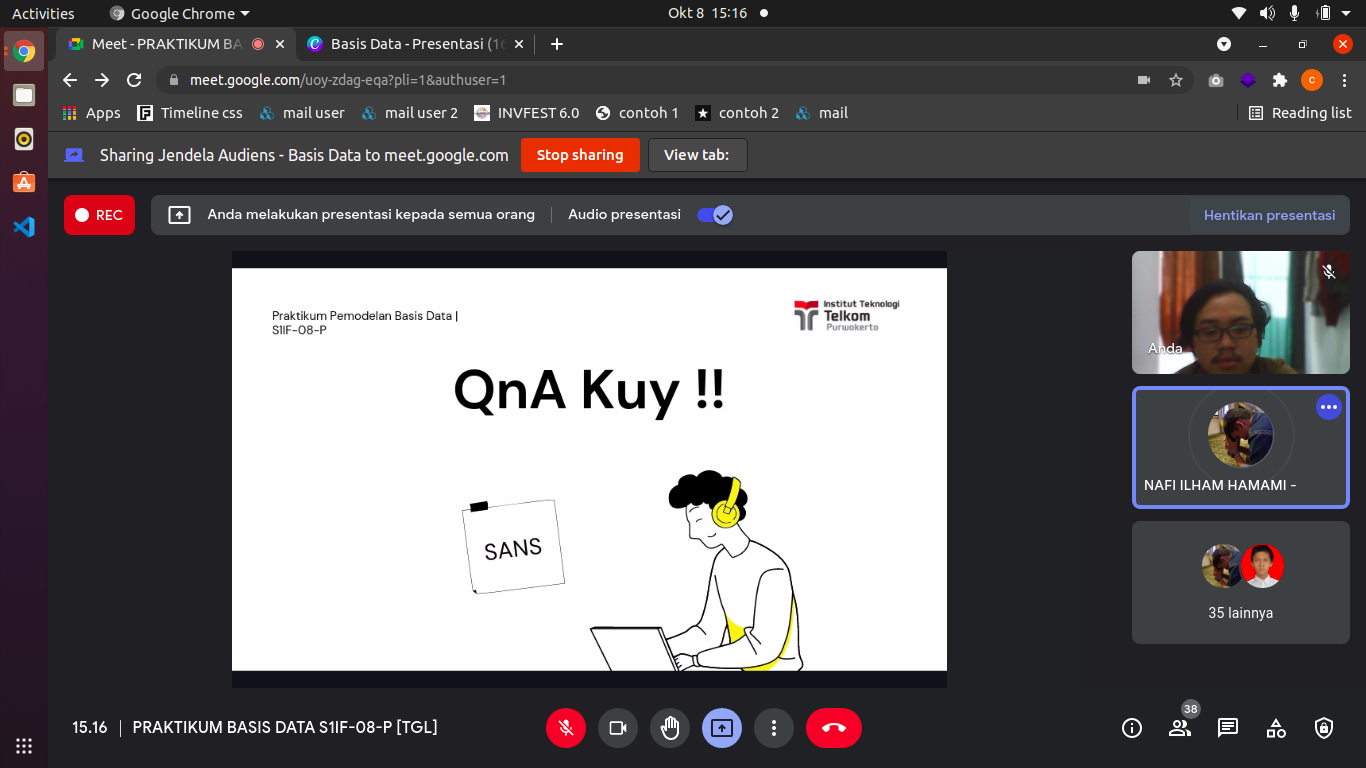 Activities
Google Chrome
Okt 8 15:16
Meet - PRAKTIKUM BA
Basis Data - Presentasi (16
meet.google.com/uoy-zdag-eqa?pli=1&authuser=1
C
Apps
Timeline css
mail user
mail user 2
INVFEST 6.0
contoh 1
contoh 2
mail
Reading list
Sharing Jendela Audiens - Basis Data to meet.google.com
Stop sharing
View tab:
REC
Anda melakukan presentasi kepada semua orang
Audio presentasi
Hentikan presentasi
Praktikum Pemodelan Basis Data |
S1IF-08-P
Institut Teknologi
Telkom
Purwokerto
QnA Kuy !!
SANS
Anda
NAFI ILHAM HAMAMI -
35 lainnya
15.16
PRAKTIKUM BASIS DATA S1IF-08-P [TGL]
38